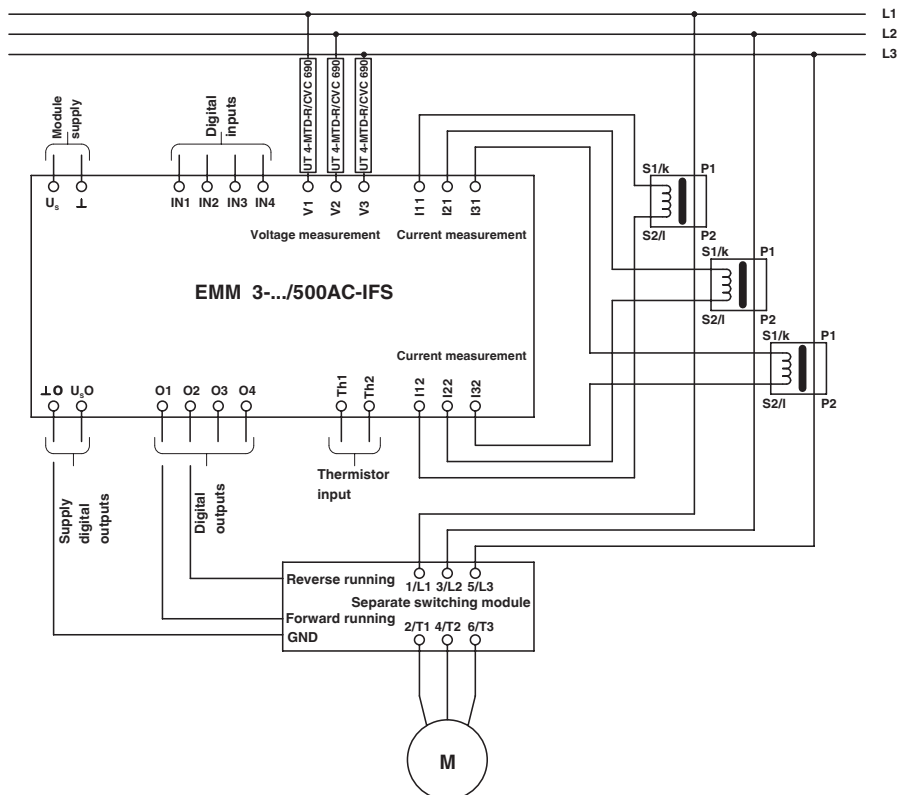 L1
L2
L3
UT 4-MTD-R/CVC 690
UT 4-MTD-R/CVC 690
UT 4-MTD-R/CVC 690
Module
supply
Digital
inputs
Us
⊥
IN1
IN2
IN3
IN4
V1
V2
V3
I11
I21
I31
Voltage measurement
Current measurement
S1/k
P1
S2/l
P2
S1/k
P1
S2/l
P2
S1/k
P1
S2/l
P2
EMM 3-.../500AC-IFS
Current measurement
⊥O
UsO
O1
O2
O3
O4
Th1
Th2
I12
I22
I32
Supply
digital
outputs
Digital
outputs
Thermistor
input
Reverse running
1/L1 3/L2 5/L3
Separate switching module
Forward running
2/T1 4/T2 6/T3
GND
M